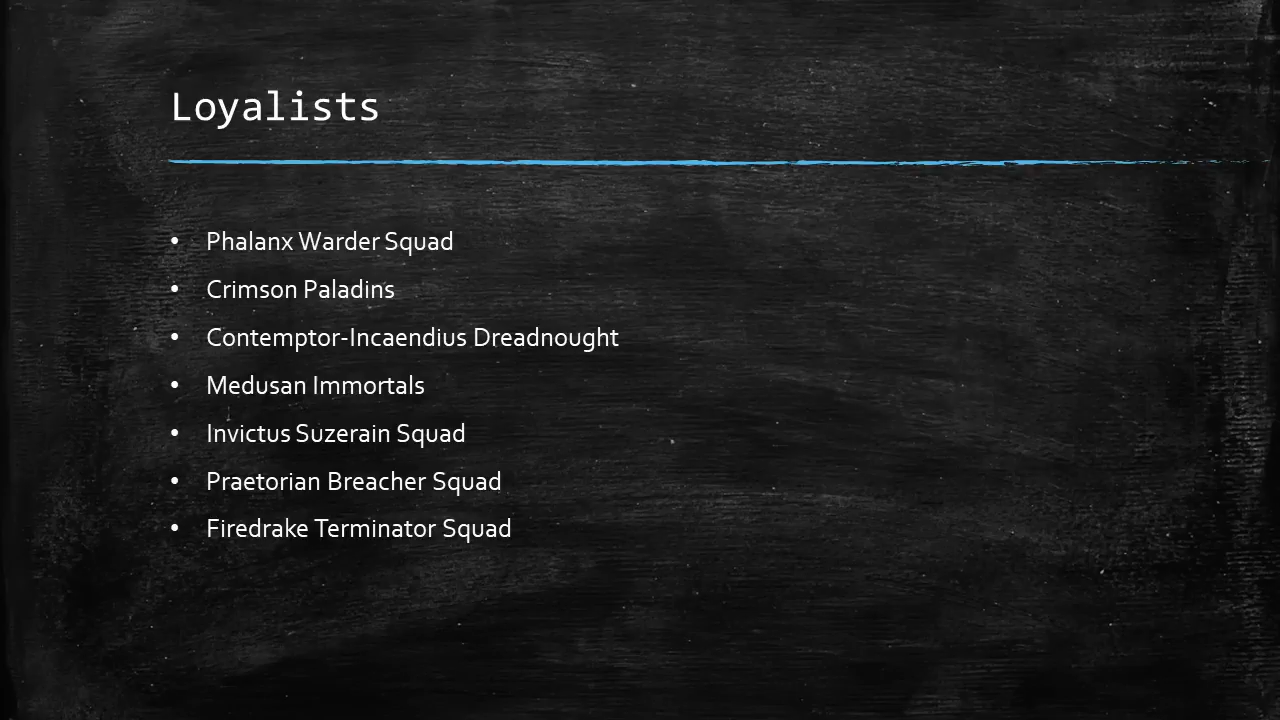 Loyalists
• Phalanx Warder Squad
• Crimson Paladins
• Contemptor-Incaendius Dreadnought
• Medusan Immortals
• Invictus Suzerain Squad
• Praetorian Breacher Squad
• Firedrake Terminator Squad